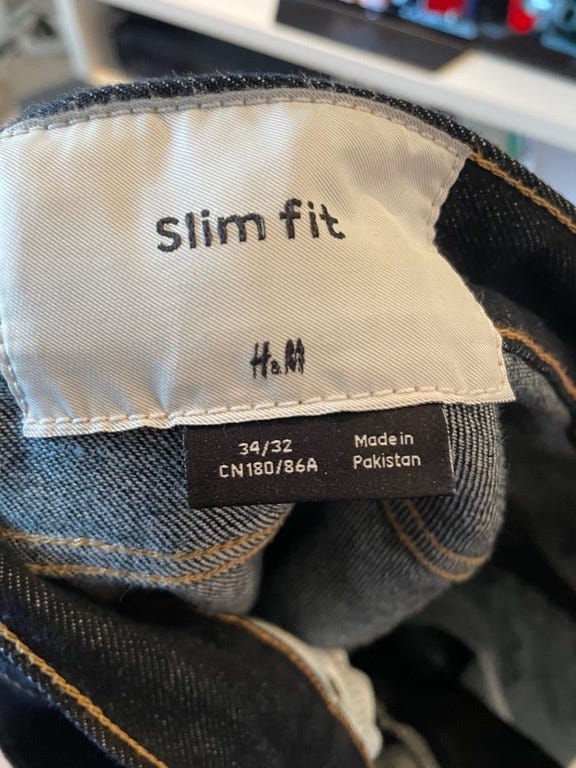 Slim fit
H&M
34/32
CN180/86A
Made in
Pakistan